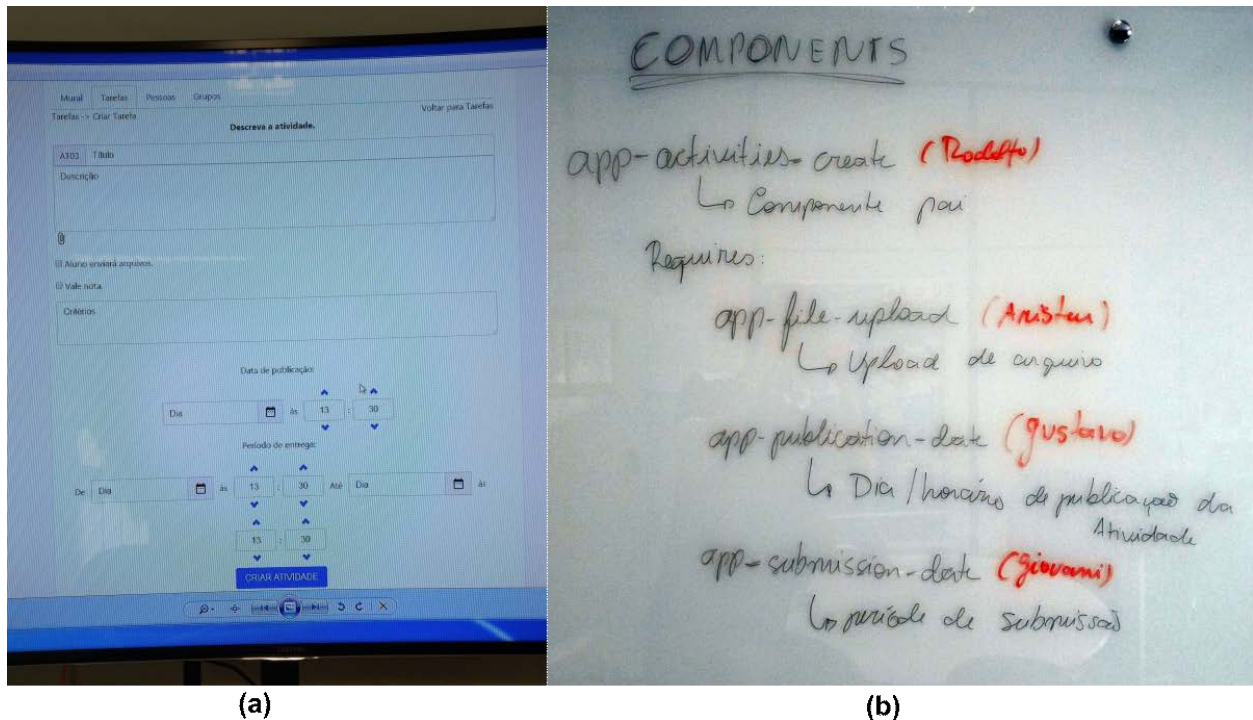 Mural Tarefas Pessoas Grupos
Tarefas -> Criar Tarefa
Voltar para Tarefas
Descreva a atividade.
AT03 Título
Descrição
Aluno enviará arquivos.
Vale nota.
Critérios
Data de publicação:
Dia às 13 : 30
Período de entrega:
De Dia às 13 : 30 Até Dia às
13 : 30
CRIAR ATIVIDADE
(a)
COMPONENTS
app-activities-create (Rodolfo)
Componente pai
Requires:
app-file-upload
Upload de arquivo
app-publication-date (gustavo)
Dia/horário de publicação da
Atividade
app-submission-date (giovani)
período de submissão
(b)